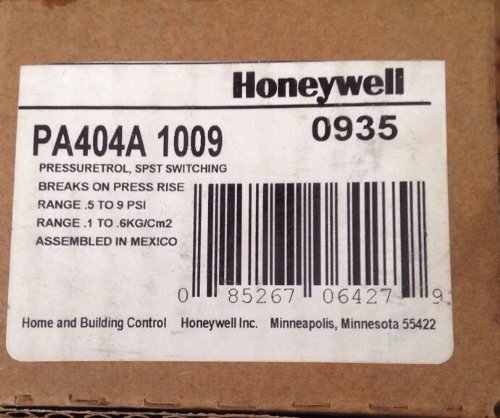 Honeywell
PA404A 1009 0935
PRESSURETROL, SPST SWITCHING
BREAKS ON PRESS RISE
RANGE .5 TO 9 PSI
RANGE .1 TO .6KG/Cm2
ASSEMBLED IN MEXICO
0 85267 06427 9
Home and Building Control Honeywell Inc. Minneapolis, Minnesota 55422